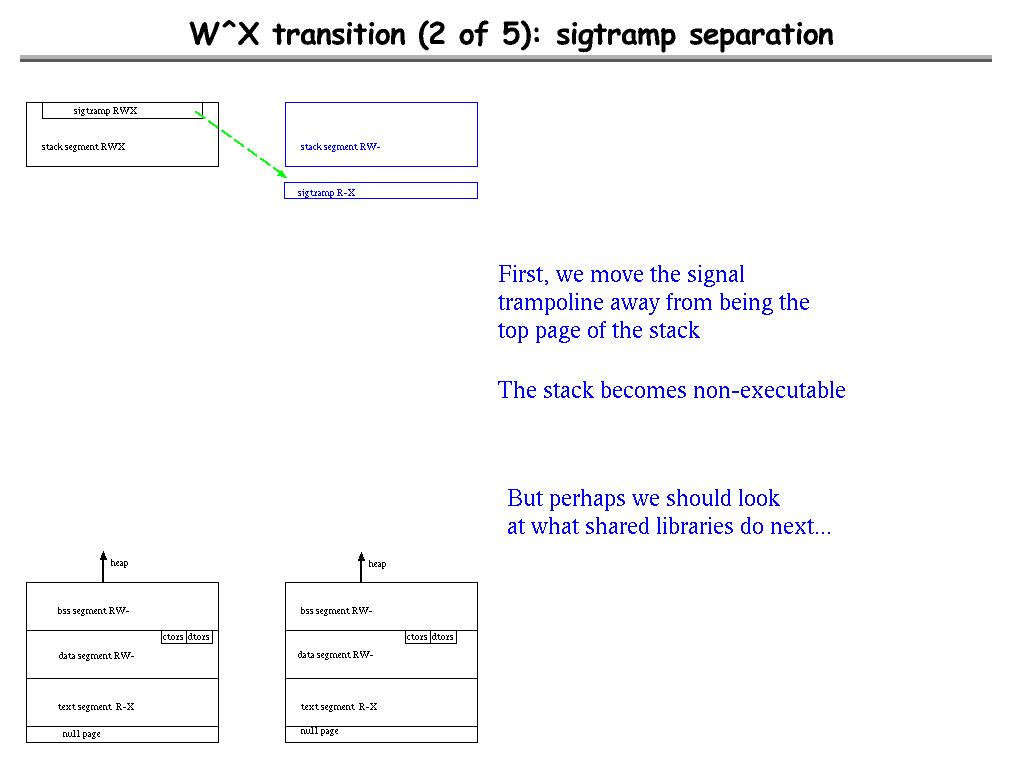 W^X transition (2 of 5): sigtramp separation
sigtramp RWX
stack segment RWX
stack segment RW-
sigtramp R-X
First, we move the signal
trampoline away from being the
top page of the stack
The stack becomes non-executable
But perhaps we should look
at what shared libraries do next...
heap
bss segment RW-
ctors dtors
data segment RW-
text segment R-X
null page
heap
bss segment RW-
ctors dtors
data segment RW-
text segment R-X
null page